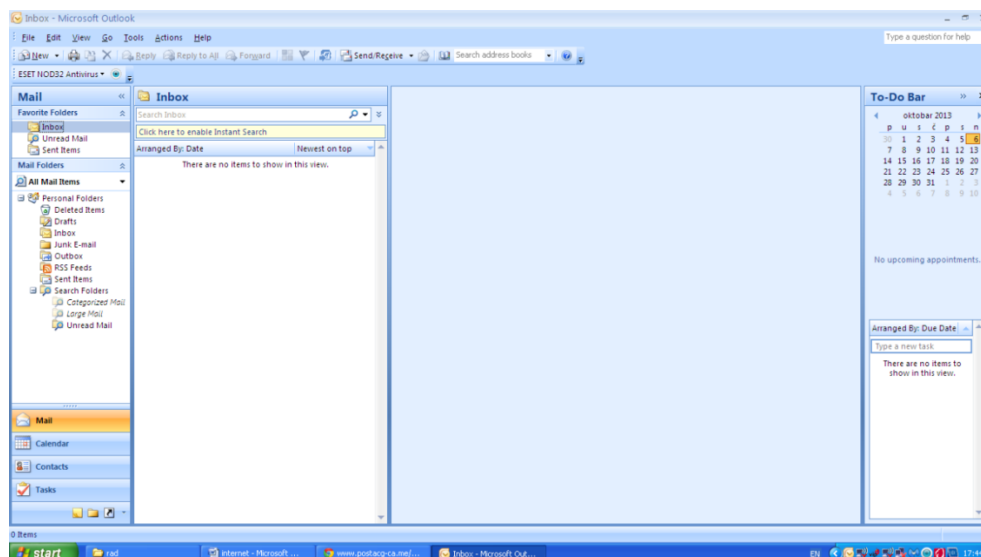 Inbox - Microsoft Outlook
File Edit View Go Tools Actions Help
Type a question for help
New Reply Reply to All Forward Send/Receive Search address books
ESET NOD32 Antivirus
Mail
Favorite Folders
Inbox
Unread Mail
Sent Items
Mail Folders
All Mail Items
Personal Folders
Deleted Items
Drafts
Inbox
Junk E-mail
Outbox
RSS Feeds
Sent Items
Search Folders
Categorized Mail
Large Mail
Unread Mail
Mail
Calendar
Contacts
Tasks
Inbox
Search Inbox
Click here to enable Instant Search
Arranged By: Date Newest on top
There are no items to show in this view.
To-Do Bar
oktobar 2013
p u s č p s n
30 1 2 3 4 5 6
7 8 9 10 11 12 13
14 15 16 17 18 19 20
21 22 23 24 25 26 27
28 29 30 31 1 2 3
4 5 6 7 8 9 10
No upcoming appointments.
Arranged By: Due Date
Type a new task
There are no items to
show in this view.
0 Items
start rad internet - Microsoft ... www.postacg-ca.me/... Inbox - Microsoft Out... EN